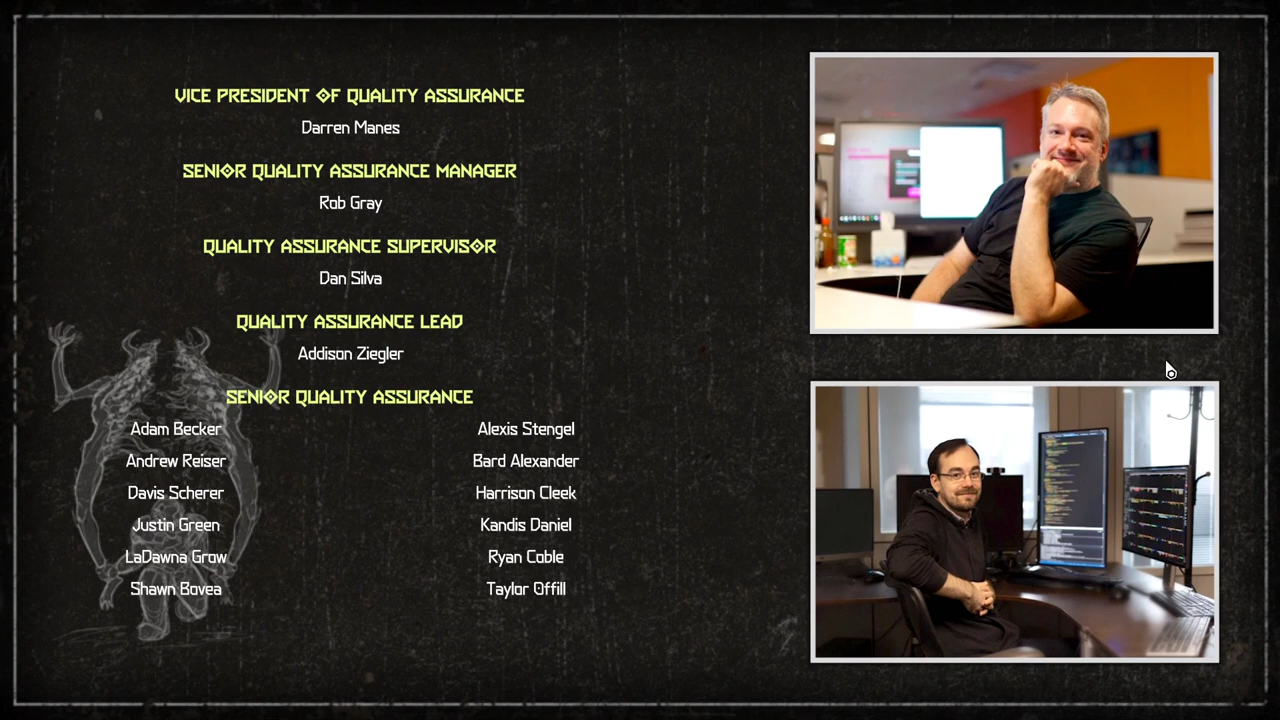 VICE PRESIDENT OF QUALITY ASSURANCE
Darren Manes
SENIOR QUALITY ASSURANCE MANAGER
Rob Gray
QUALITY ASSURANCE SUPERVISOR
Dan Silva
QUALITY ASSURANCE LEAD
Addison Ziegler
SENIOR QUALITY ASSURANCE
Adam Becker
Andrew Reiser
Davis Scherer
Justin Green
LaDawna Grow
Shawn Bovea
Alexis Stengel
Bard Alexander
Harrison Cleek
Kandis Daniel
Ryan Coble
Taylor Offill